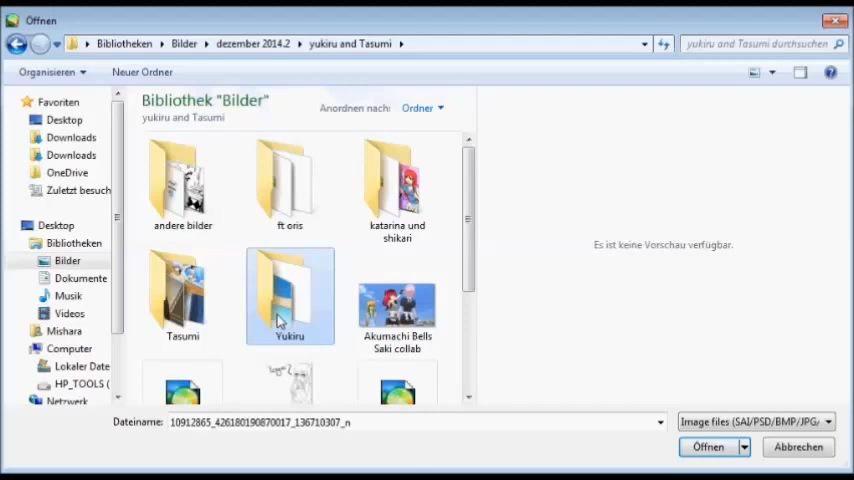 Öffnen
Bibliotheken
Bilder
dezember 2014.2
yukiru and Tasumi
yukiru and Tasumi durchsuchen
Organisieren
Neuer Ordner
Favoriten
Desktop
Downloads
Downloads
OneDrive
Zuletzt besuch
Desktop
Bibliotheken
Bilder
Dokumente
Musik
Videos
Mishara
Computer
Lokaler Date
HP_TOOLS (
Netzwerk
Bibliothek "Bilder"
yukiru and Tasumi
Anordnen nach:
Ordner
andere bilder
ft oris
katarina und
shikari
Tasumi
Yukiru
Akumachi Bells
Saki collab
Es ist keine Vorschau verfügbar.
Dateiname:
10912865_426180190870017_136710307_n
Image files (SAI/PSD/BMP/JPG/
Öffnen
Abbrechen